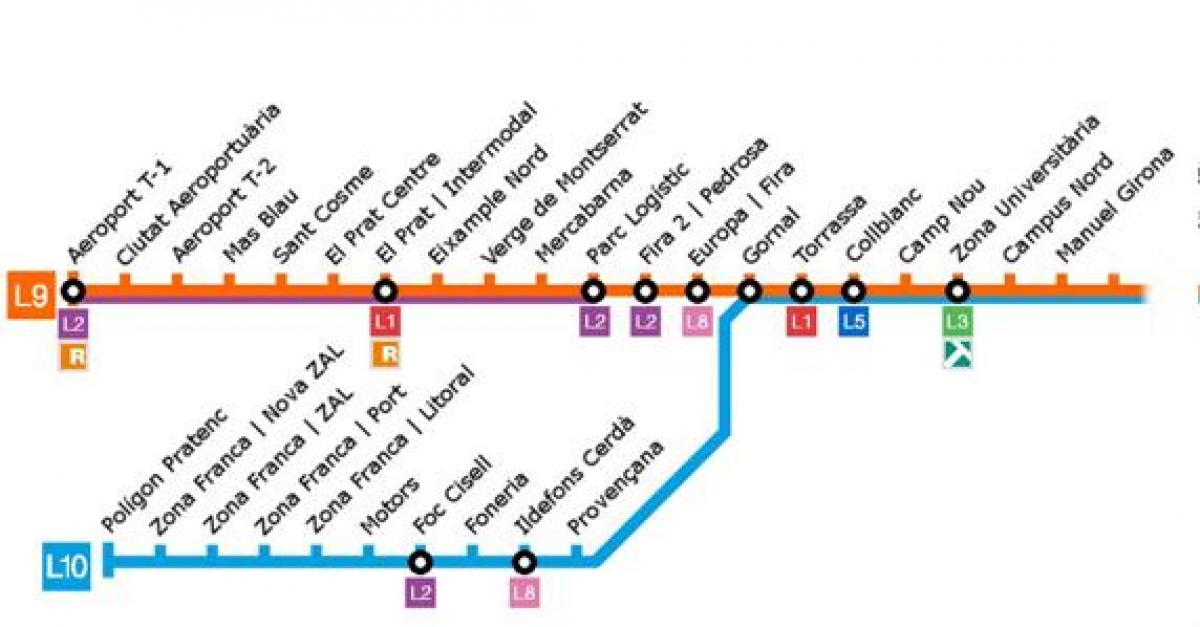 L9
Aeroport T-1
Ciutat Aeroportuària
Aeroport T-2
Mas Blau
Sant Cosme
El Prat Centre
El Prat | Intermodal
Eixample Nord
Verge de Montserrat
Mercabarna
Parc Logístic
Fira 2 | Pedrosa
Europa | Fira
Gornal
Torrassa
Collblanc
Camp Nou
Zona Universitària
Campus Nord
Manuel Girona
L2
R
L1
R
L2
L2
L8
L1
L5
L3
L10
Polígon Pratenc
Zona Franca | Nova ZAL
Zona Franca | ZAL
Zona Franca | Port
Zona Franca | Litoral
Motors
Foc Cisell
Foneria
Ildefons Cerdà
Provençana
L2
L8